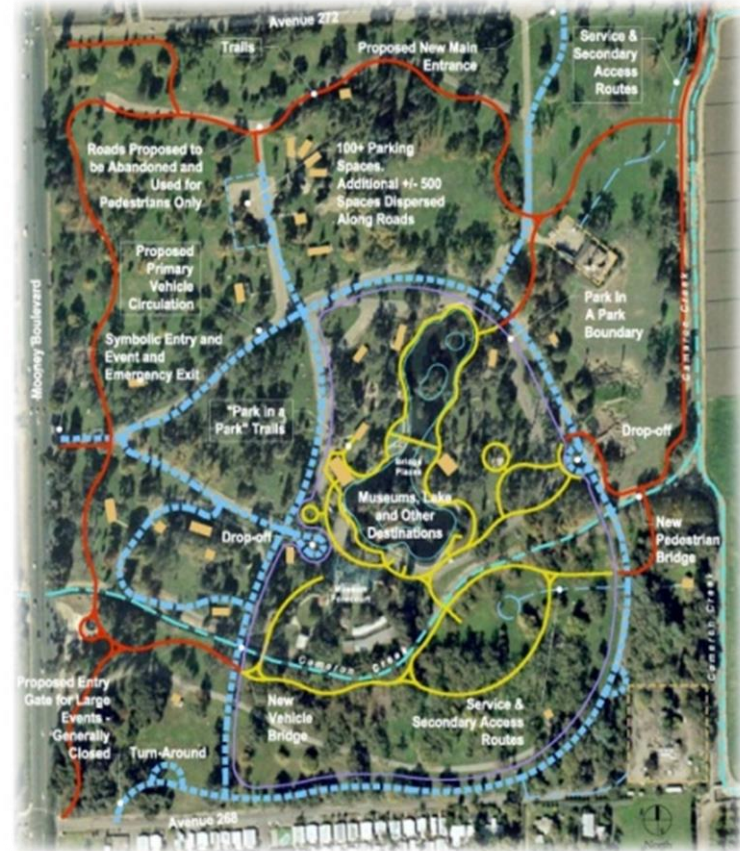 Avenue 272
Trails
Proposed New Main
Entrance
Service &
Secondary
Access
Routes
Roads Proposed to
be Abandoned and
Used for
Pedestrians Only
100+ Parking
Spaces.
Additional +/- 500
Spaces Dispersed
Along Roads
Proposed
Primary
Vehicle
Circulation
Park In
A Park
Boundary
Mooney Boulevard
Cameron Creek
Symbolic Entry and
Event and
Emergency Exit
"Park in a
Park" Trails
Drop-off
Bridge
Plazas
Museums, Lake
and Other
Destinations
Drop-off
New
Pedestrian
Bridge
Museum
Cameron Creek
Cameron Creek
Proposed Entry
Gate for Large
Events -
Generally
Closed
New
Vehicle
Bridge
Service &
Secondary Access
Routes
Turn-Around
Avenue 268